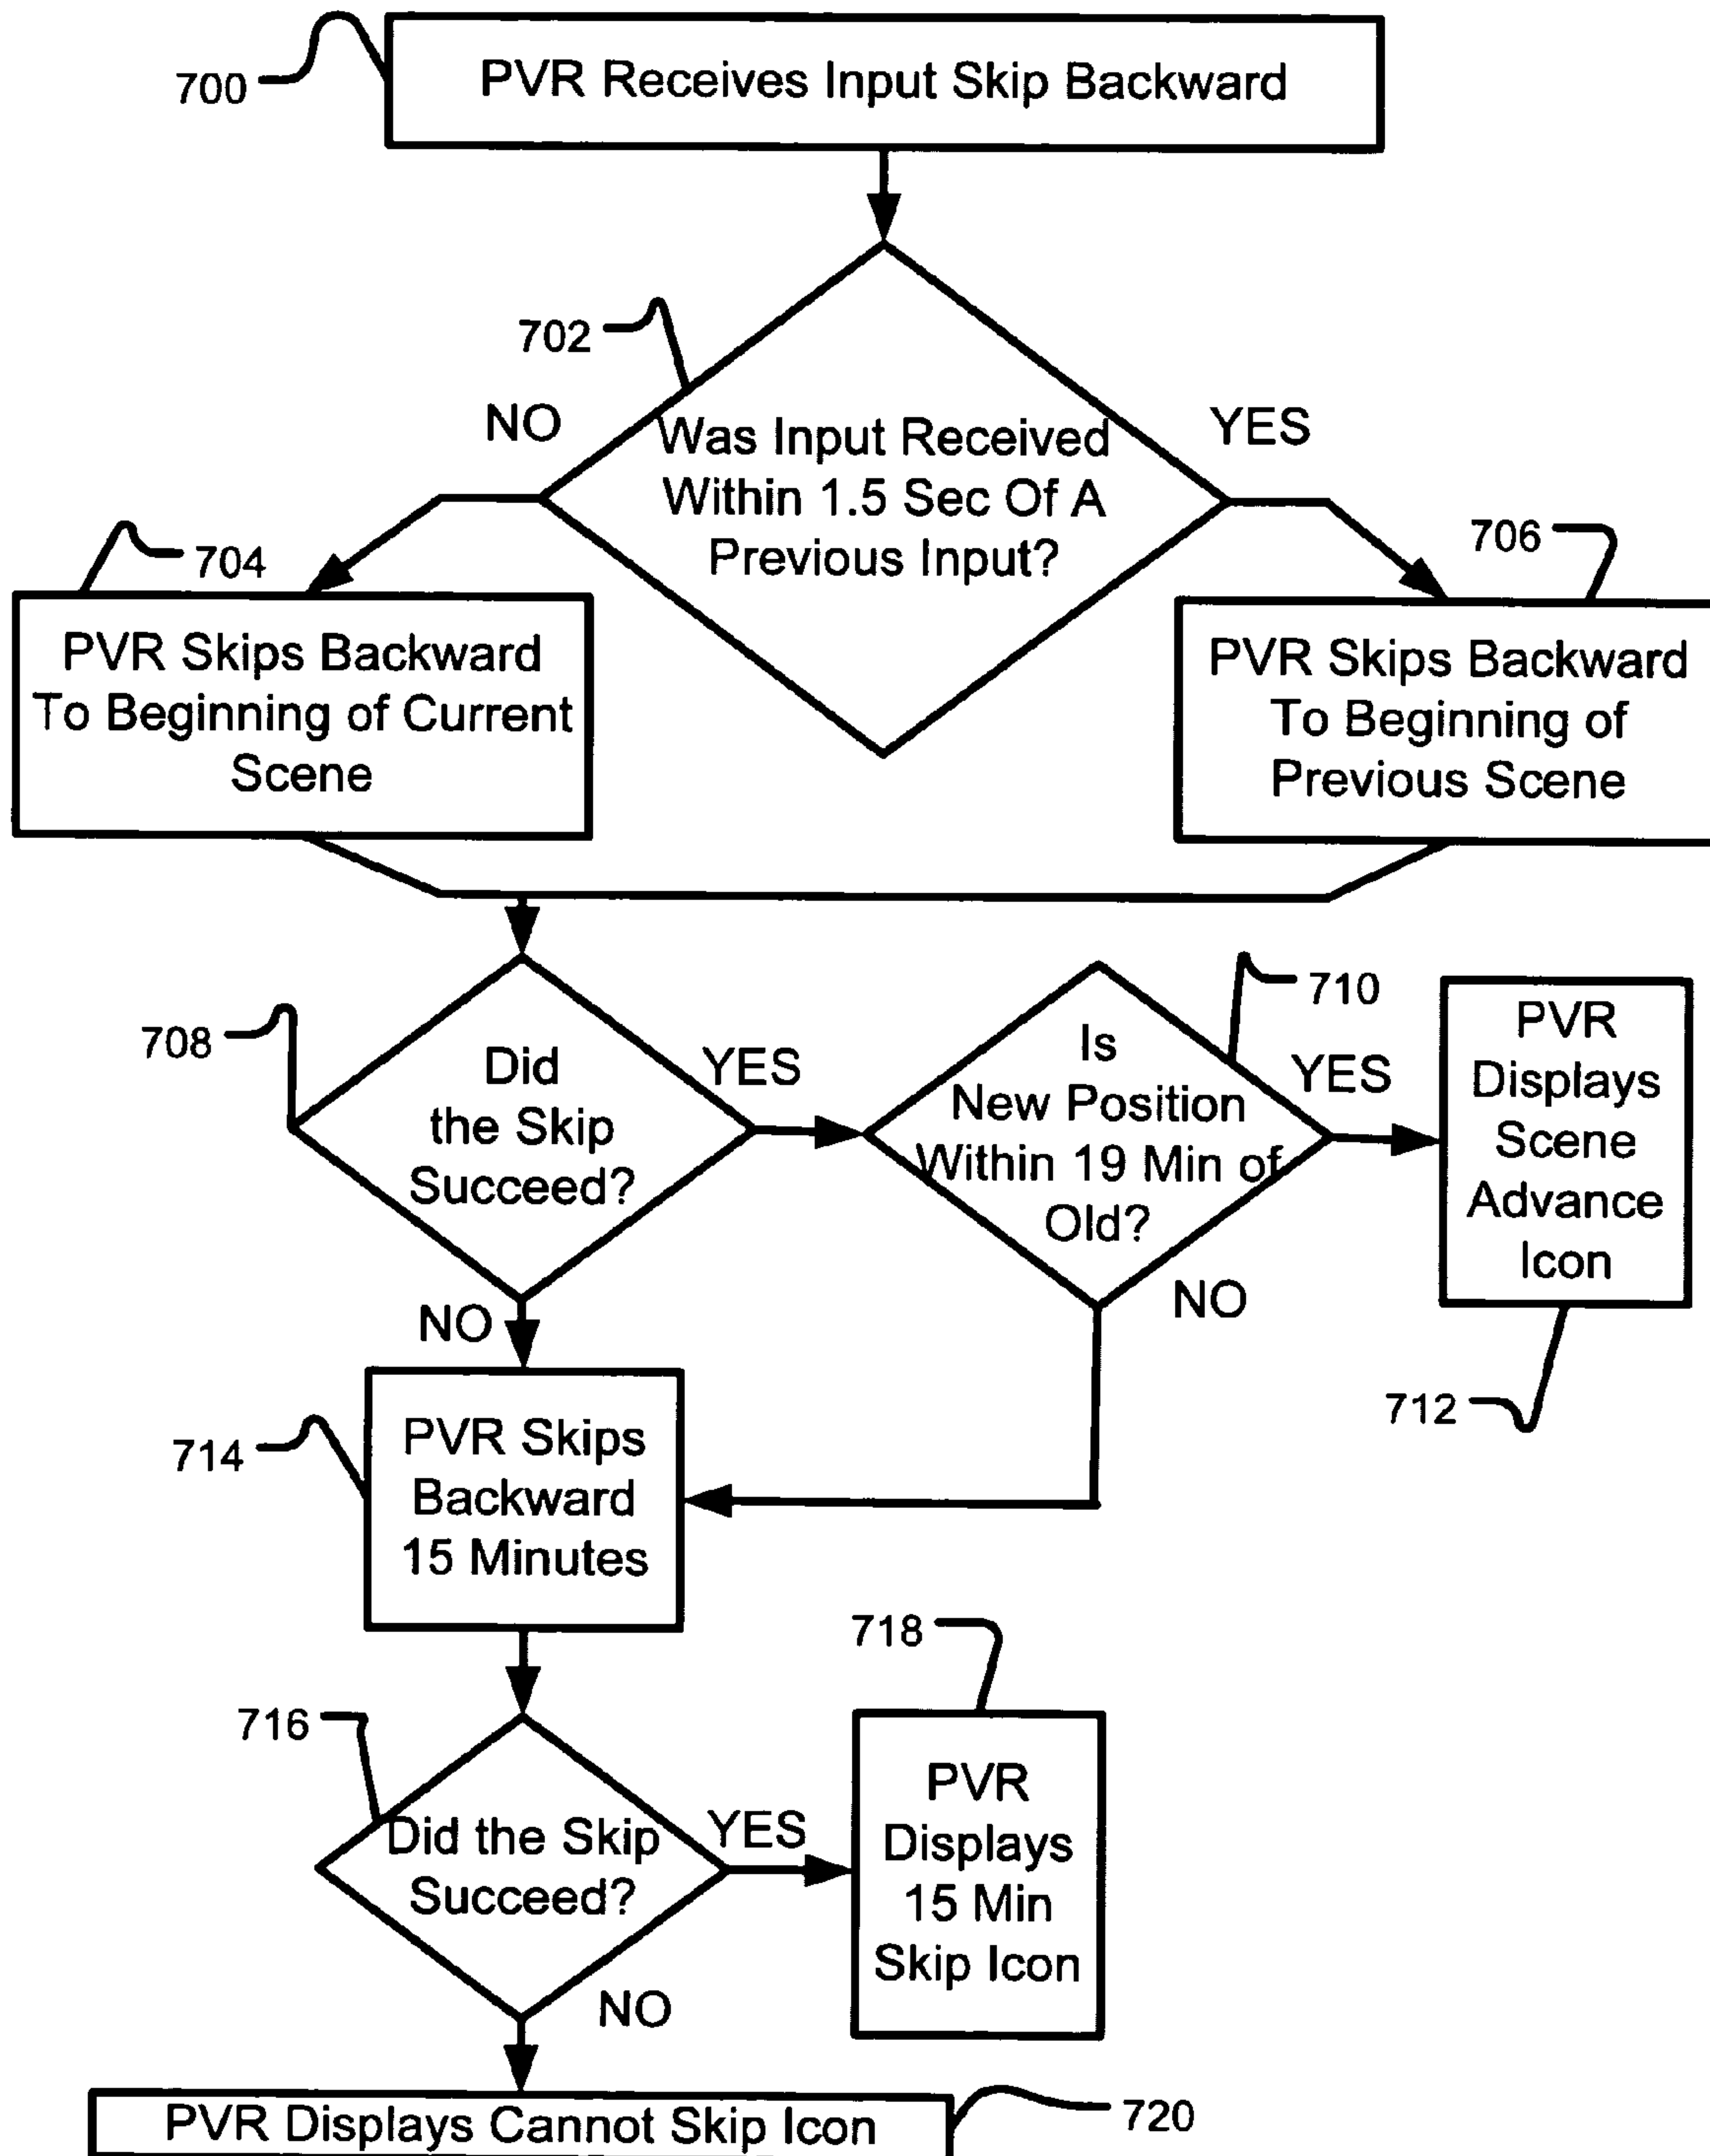 700
PVR Receives Input Skip Backward
702
NO
YES
Was Input Received
Within 1.5 Sec Of A
Previous Input?
704
706
PVR Skips Backward
To Beginning of Current
Scene
PVR Skips Backward
To Beginning of
Previous Scene
708
Did
the Skip
Succeed?
YES
NO
710
Is
New Position
Within 19 Min of
Old?
YES
NO
PVR
Displays
Scene
Advance
Icon
712
714
PVR Skips
Backward
15 Minutes
716
Did the Skip
Succeed?
YES
NO
718
PVR
Displays
15 Min
Skip Icon
PVR Displays Cannot Skip Icon
720